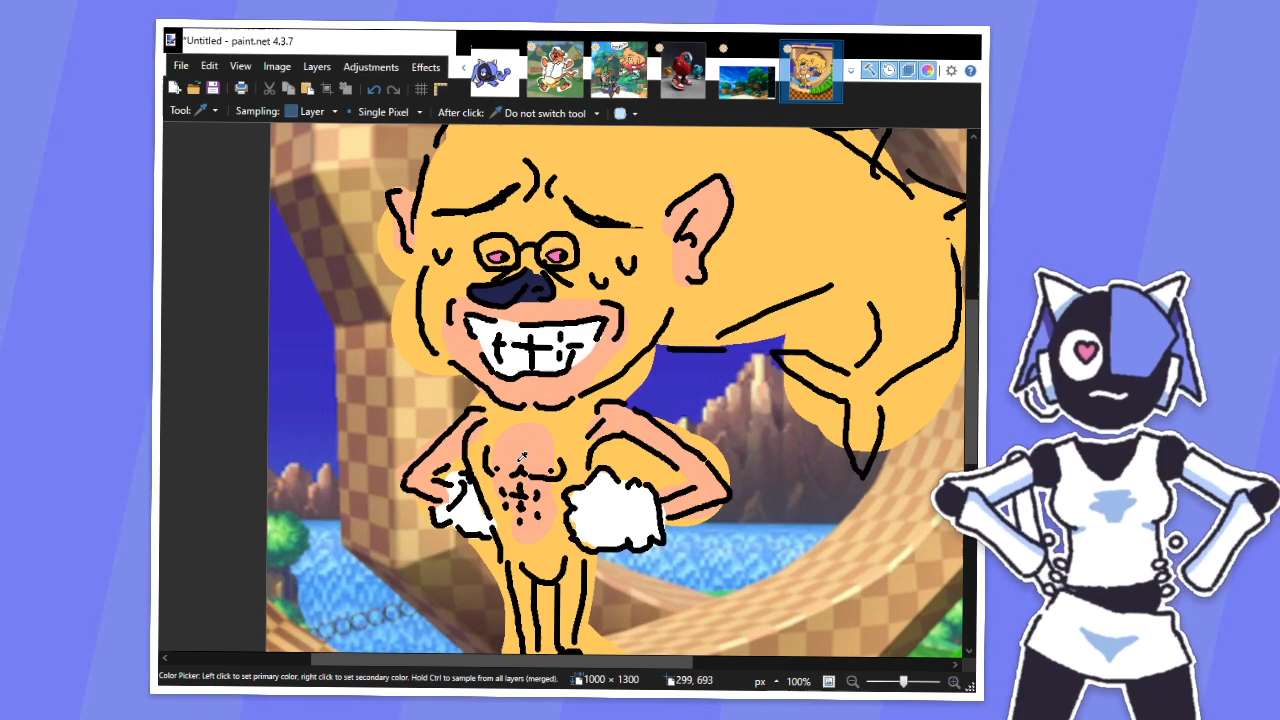 *Untitled - paint.net 4.3.7
File Edit View Image Layers Adjustments Effects
Tool: Sampling: Layer Single Pixel After click: Do not switch tool
Color Picker: Left click to set primary color, right click to set secondary color. Hold Ctrl to sample from all layers (merged). 1000 × 1300 299, 693 px 100%